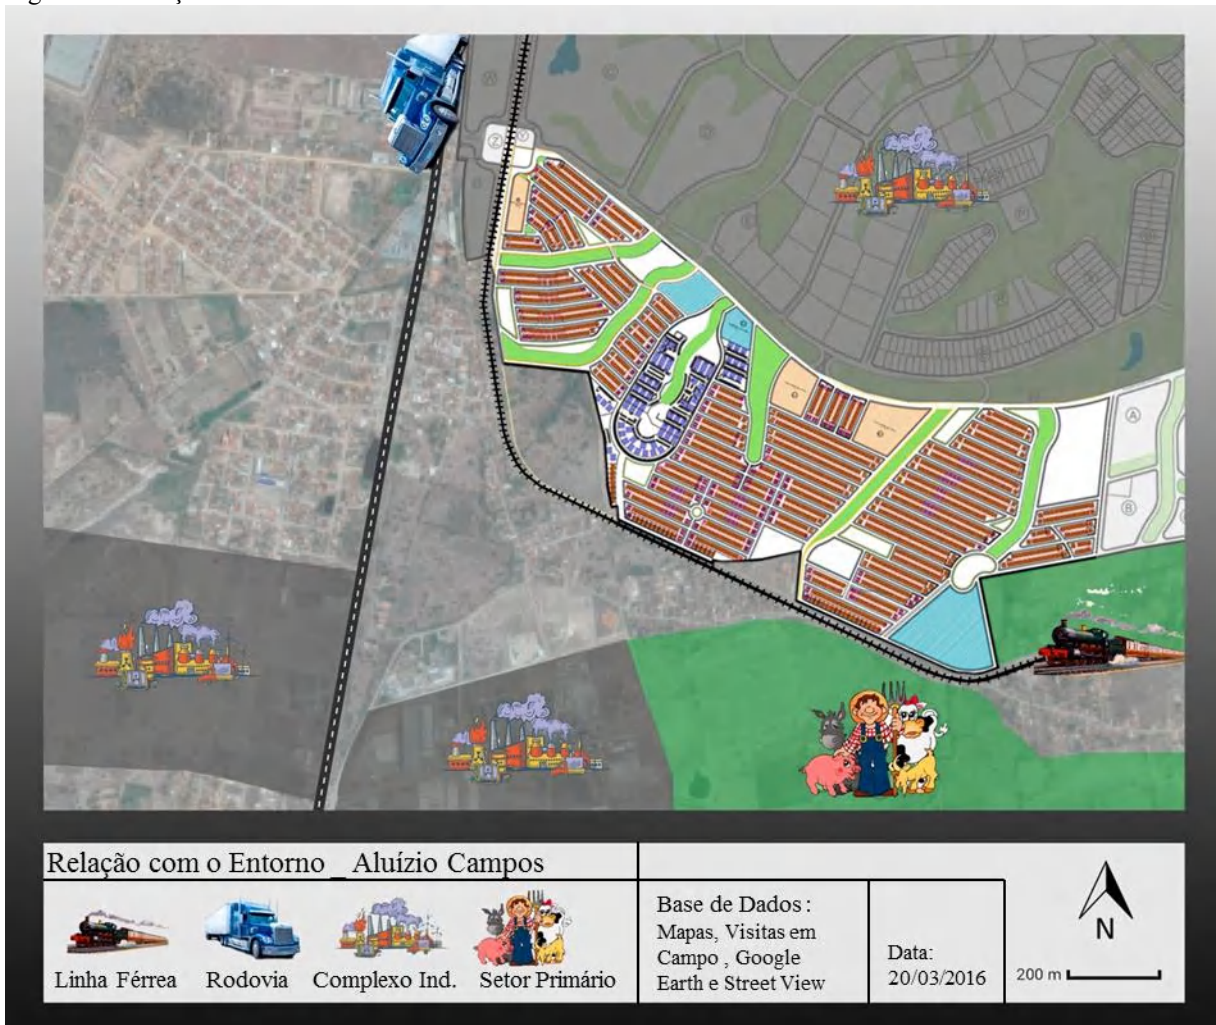 Z
Y
A
B
Relação com o Entorno _ Aluízio Campos
Linha Férrea
Rodovia
Complexo Ind.
Setor Primário
Base de Dados :
Mapas, Visitas em
Campo , Google
Earth e Street View
Data:
20/03/2016
N
200 m